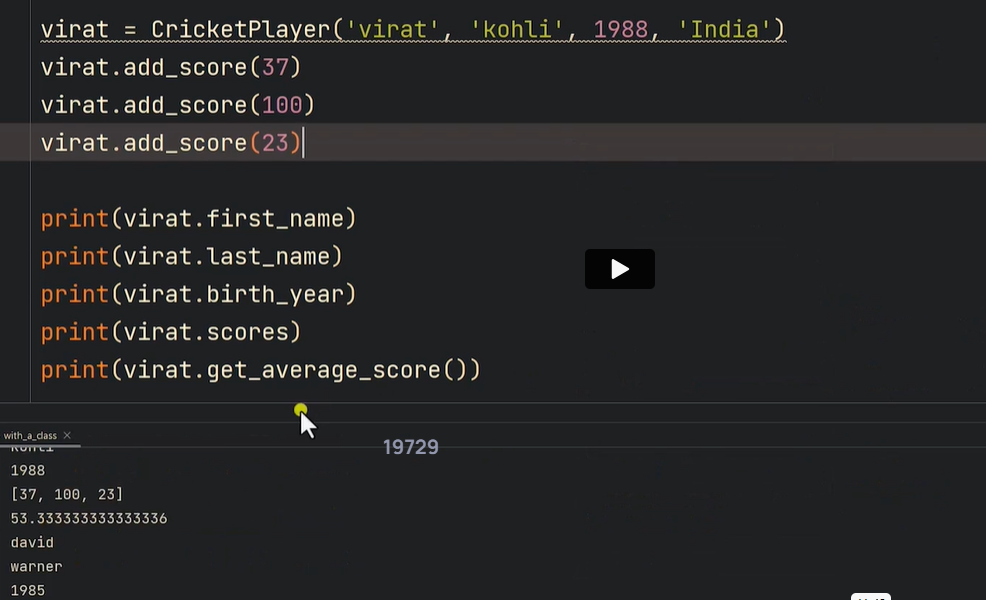 virat = CricketPlayer('virat', 'kohli', 1988, 'India')
virat.add_score(37)
virat.add_score(100)
virat.add_score(23)
print(virat.first_name)
print(virat.last_name)
print(virat.birth_year)
print(virat.scores)
print(virat.get_average_score())
with_a_class
19729
kohli
1988
[37, 100, 23]
53.333333333333336
david
warner
1985